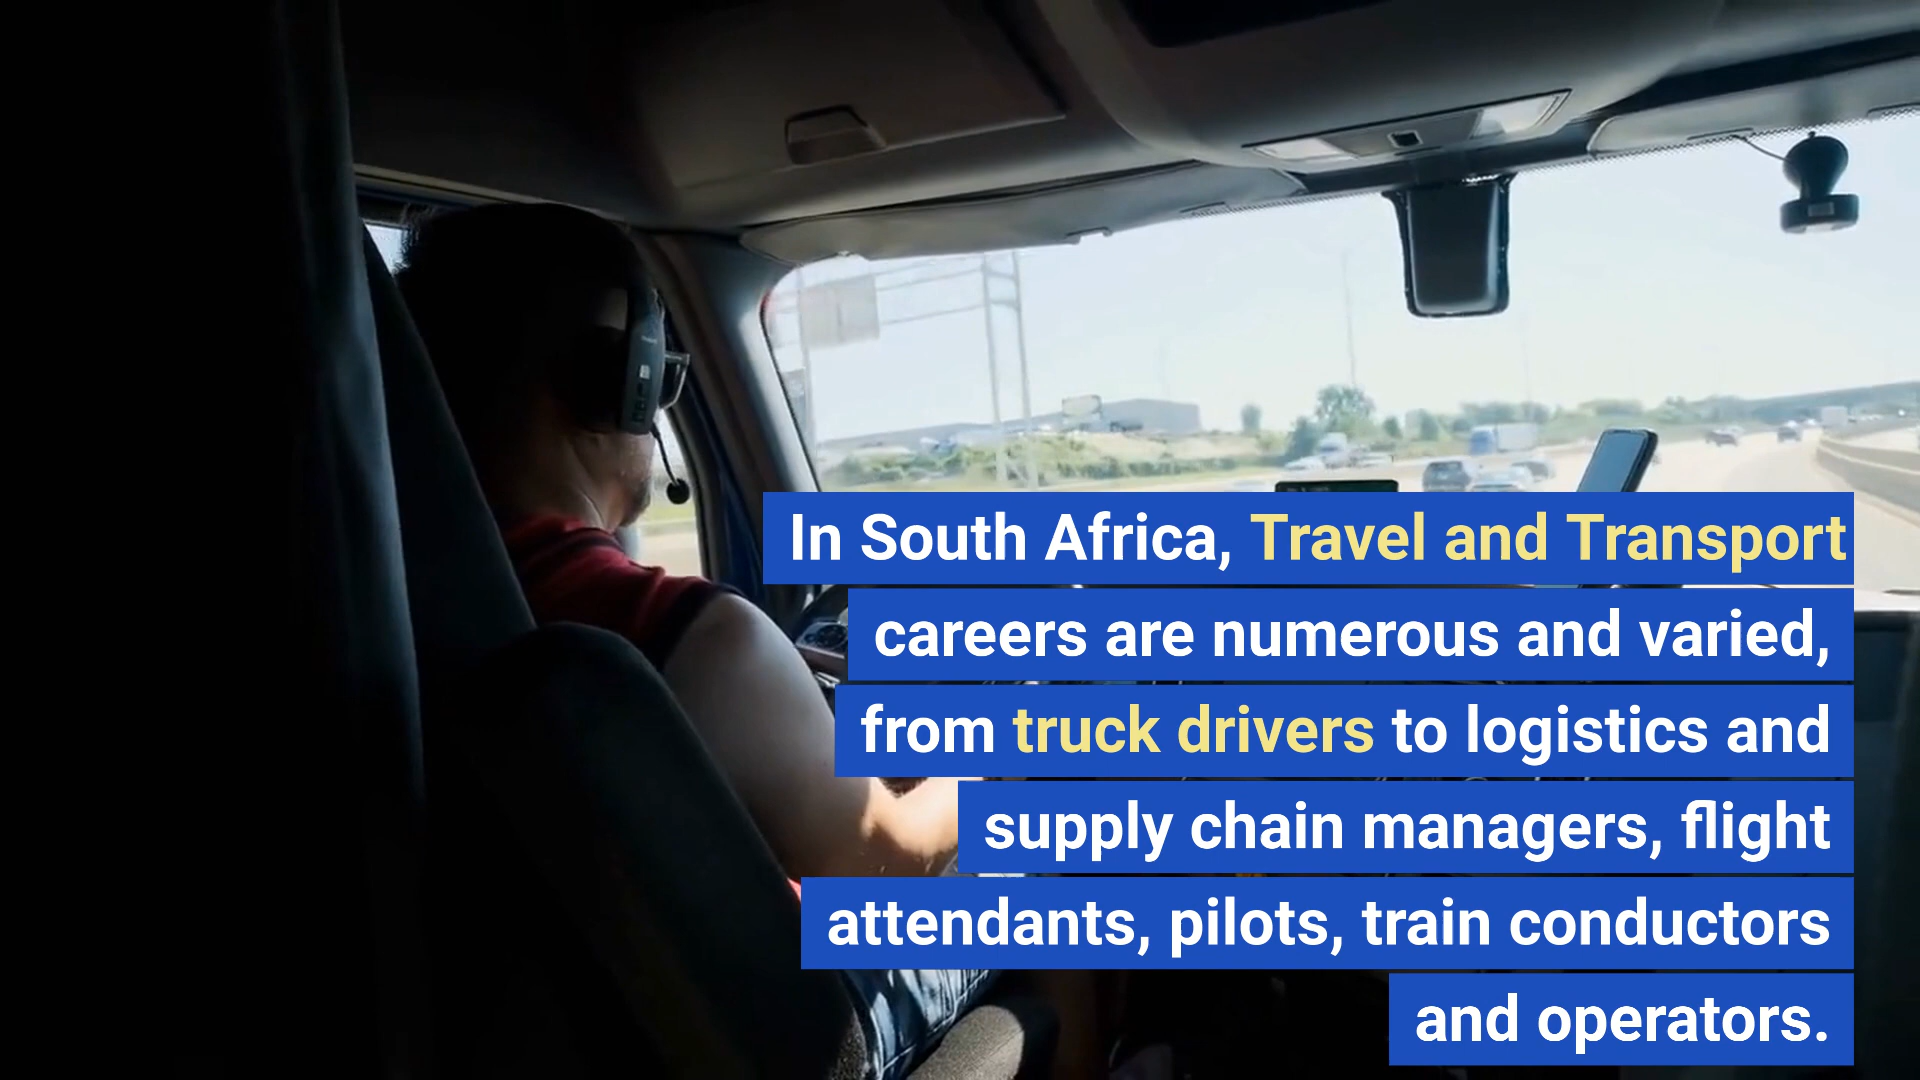 In South Africa, Travel and Transport
careers are numerous and varied,
from truck drivers to logistics and
supply chain managers, flight
attendants, pilots, train conductors
and operators.